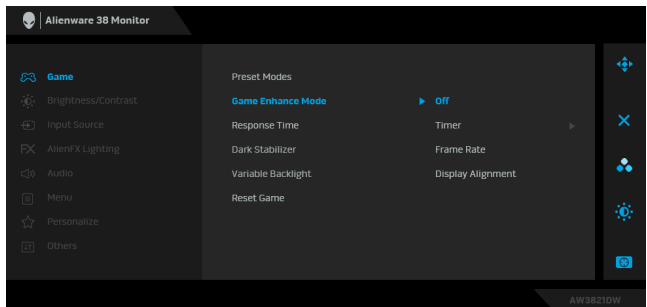 Alienware 38 Monitor
Game
Preset Modes
Game Enhance Mode
Off
Brightness/Contrast
Response Time
Timer
Input Source
Dark Stabilizer
Frame Rate
AlienFX Lighting
Variable Backlight
Display Alignment
Audio
Reset Game
Menu
Personalize
Others
AW3821DW